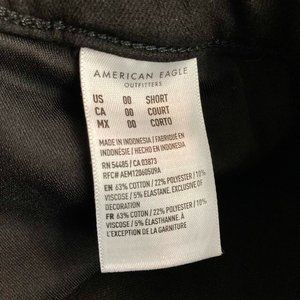 AMERICAN EAGLE
OUTFITTERS
US 00 SHORT
CA 00 COURT
MX 00 CORTO
MADE IN INDONESIA / FABRIQUÉ EN
INDONÉSIE / HECHO EN INDONESIA
RN 54485 / CA 03873
RFC# AEM128605U9A
EN 63% COTTON / 22% POLYESTER / 10%
VISCOSE / 5% ELASTANE. EXCLUSIVE OF
DECORATION
FR 63% COTON / 22% POLYESTER / 10%
VISCOSE / 5% ÉLASTHANNE. À
L'EXCEPTION DE LA GARNITURE